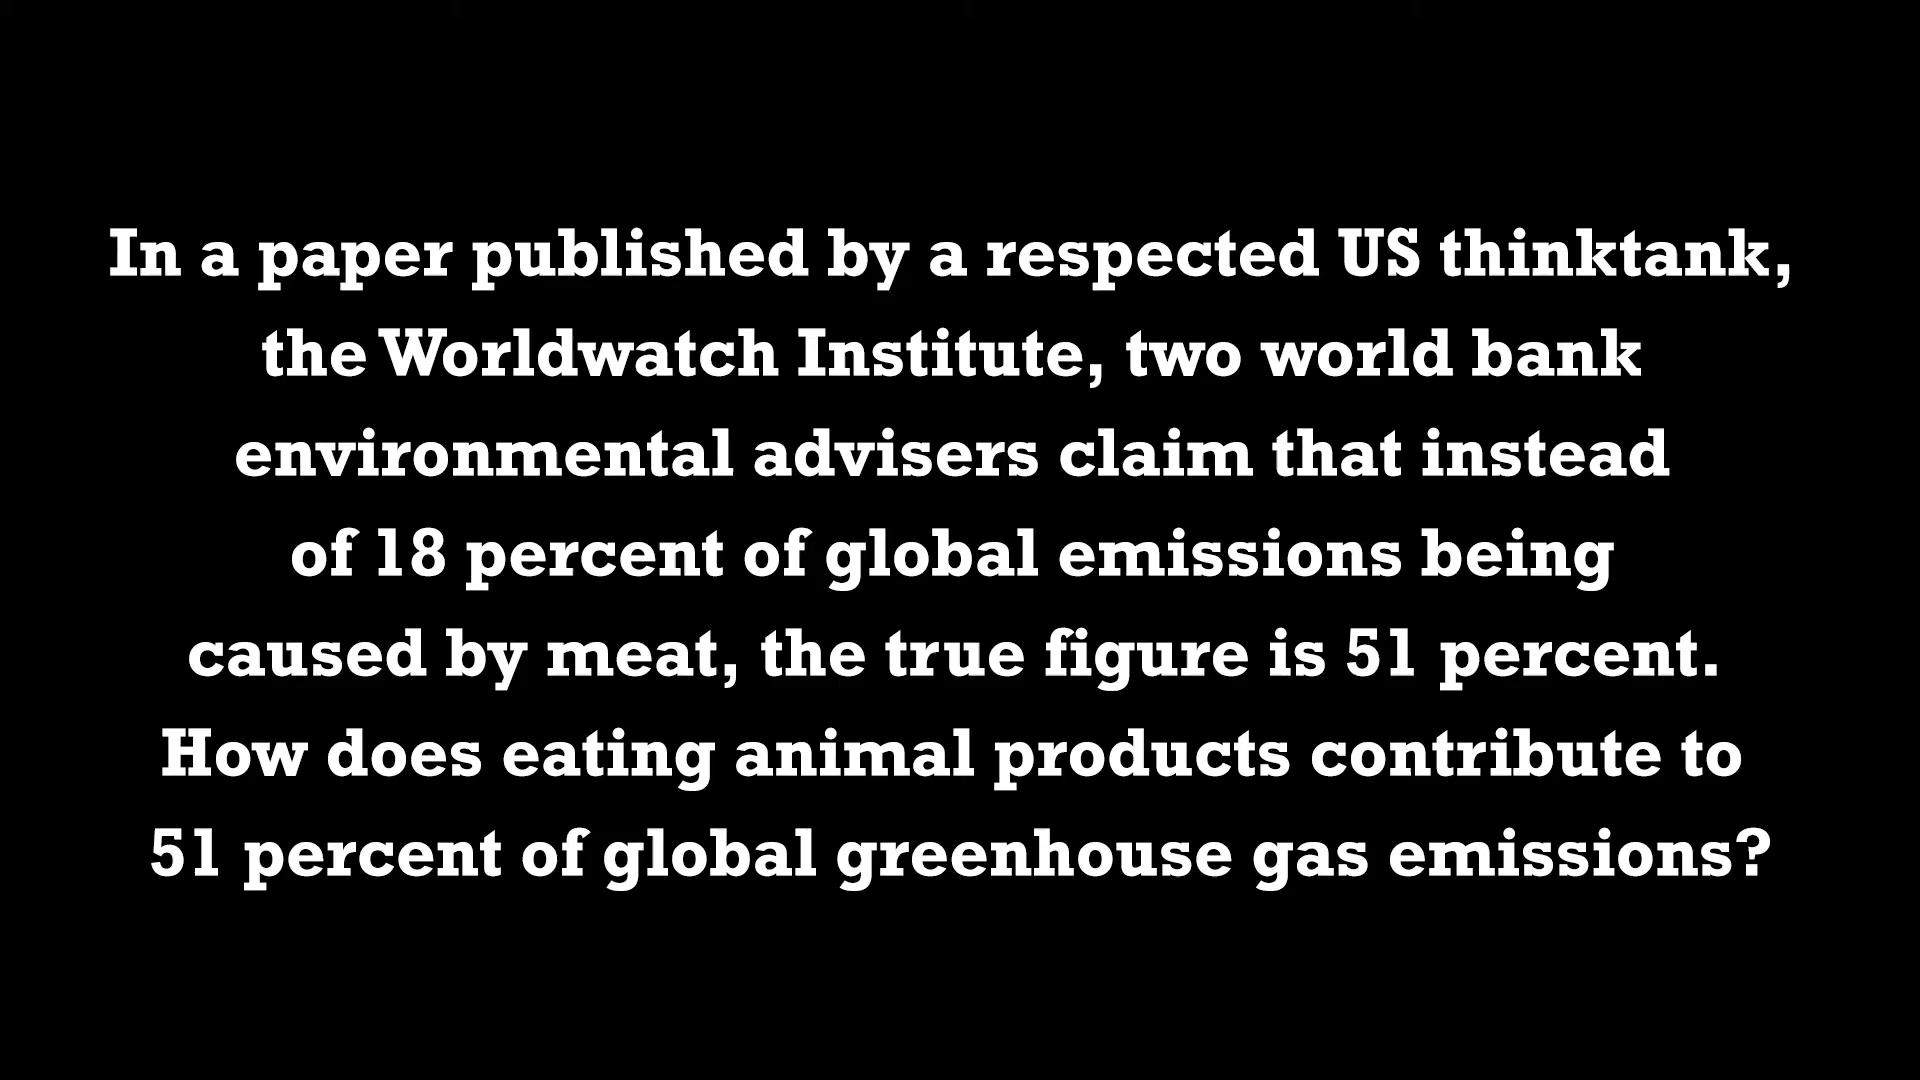 In a paper published by a respected US thinktank,
the Worldwatch Institute, two world bank
environmental advisers claim that instead
of 18 percent of global emissions being
caused by meat, the true figure is 51 percent.
How does eating animal products contribute to
51 percent of global greenhouse gas emissions?